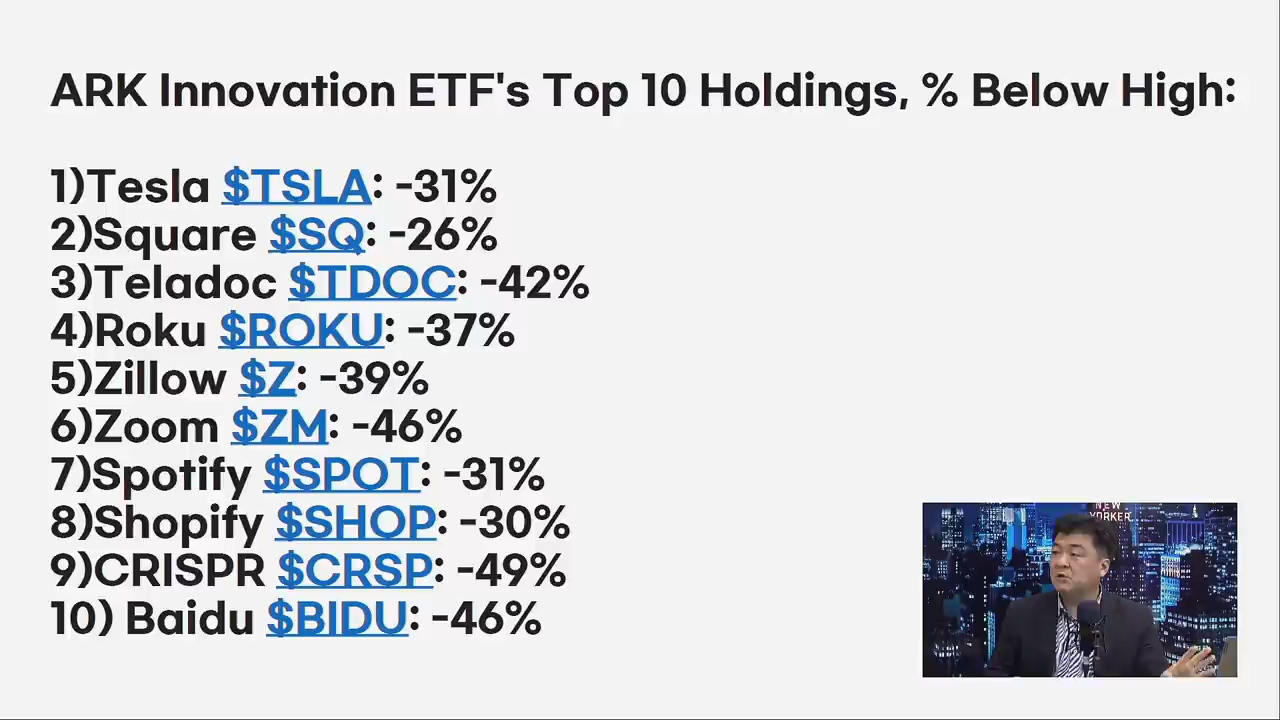 ARK Innovation ETF's Top 10 Holdings, % Below High:
1)Tesla $TSLA: -31%
2)Square $SQ: -26%
3)Teladoc $TDOC: -42%
4)Roku $ROKU: -37%
5)Zillow $Z: -39%
6)Zoom $ZM: -46%
7)Spotify $SPOT: -31%
8)Shopify $SHOP: -30%
9)CRISPR $CRSP: -49%
10) Baidu $BIDU: -46%
NEW
YORKER